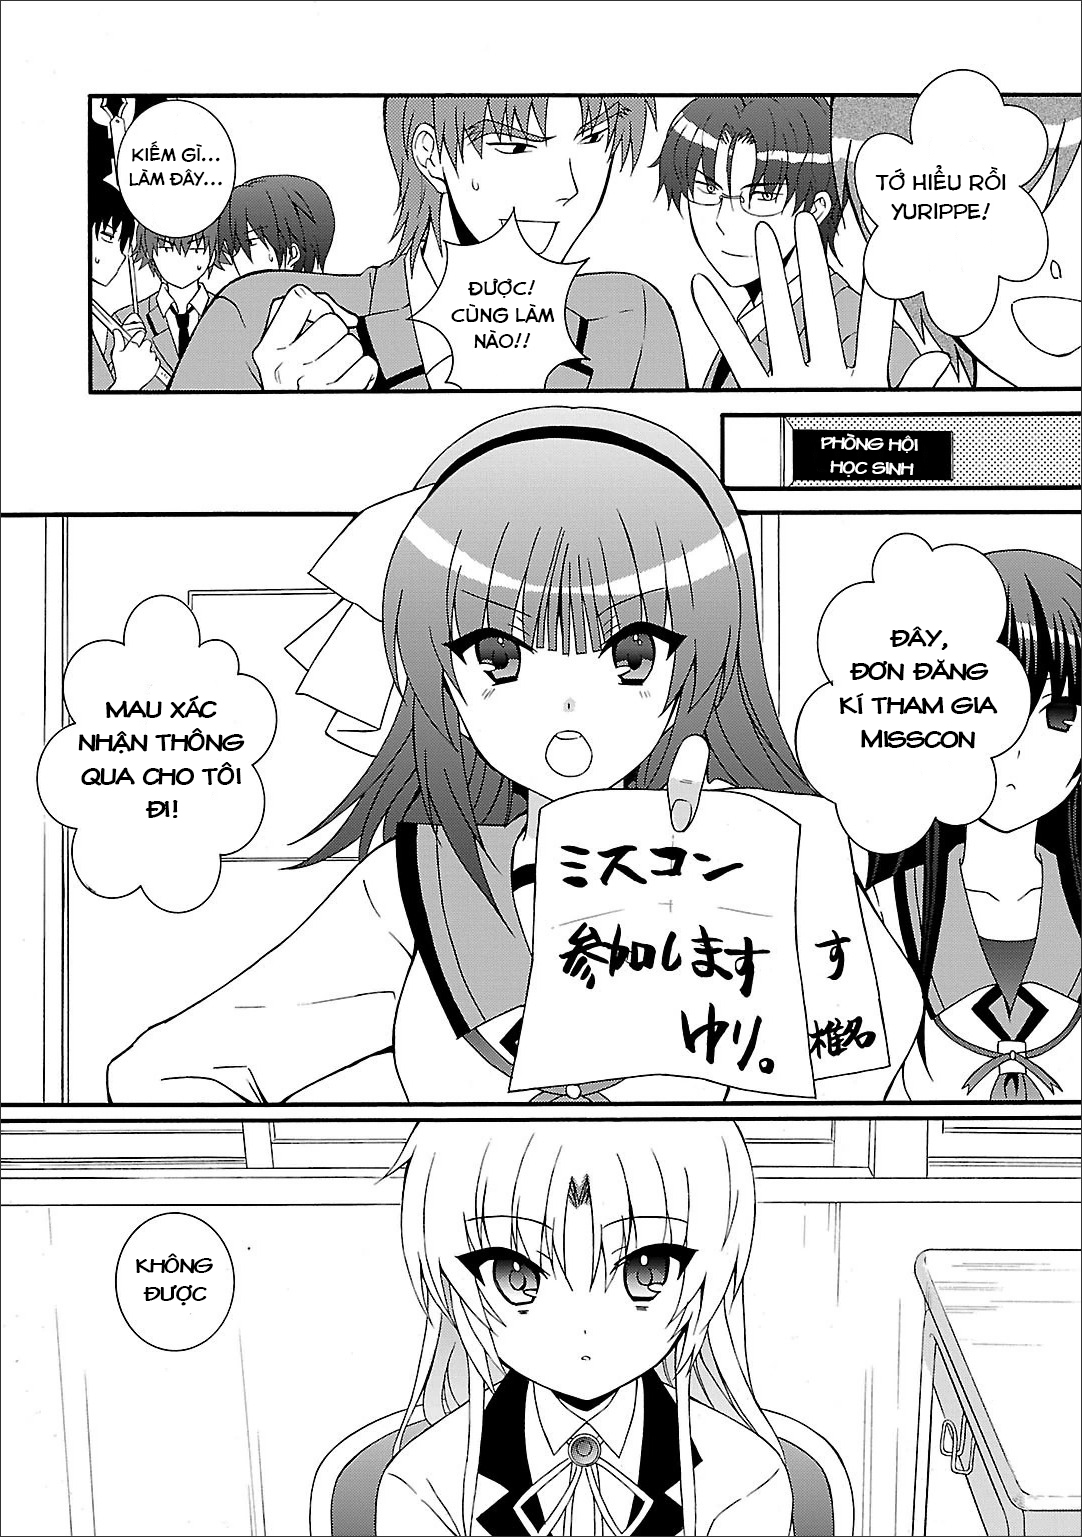 TỚ HIỂU RỒI
YURIPPE!
ĐƯỢC!
CÙNG LÀM
NÀO!!
KIẾM GÌ...
LÀM ĐÂY...
PHÒNG HỘI
HỌC SINH
ĐÂY,
ĐƠN ĐĂNG
KÍ THAM GIA
MISSCON
MAU XÁC
NHẬN THÔNG
QUA CHO TÔI
ĐI!
ミスコン
参加します
ゆり。
す
椎名
KHÔNG
ĐƯỢC